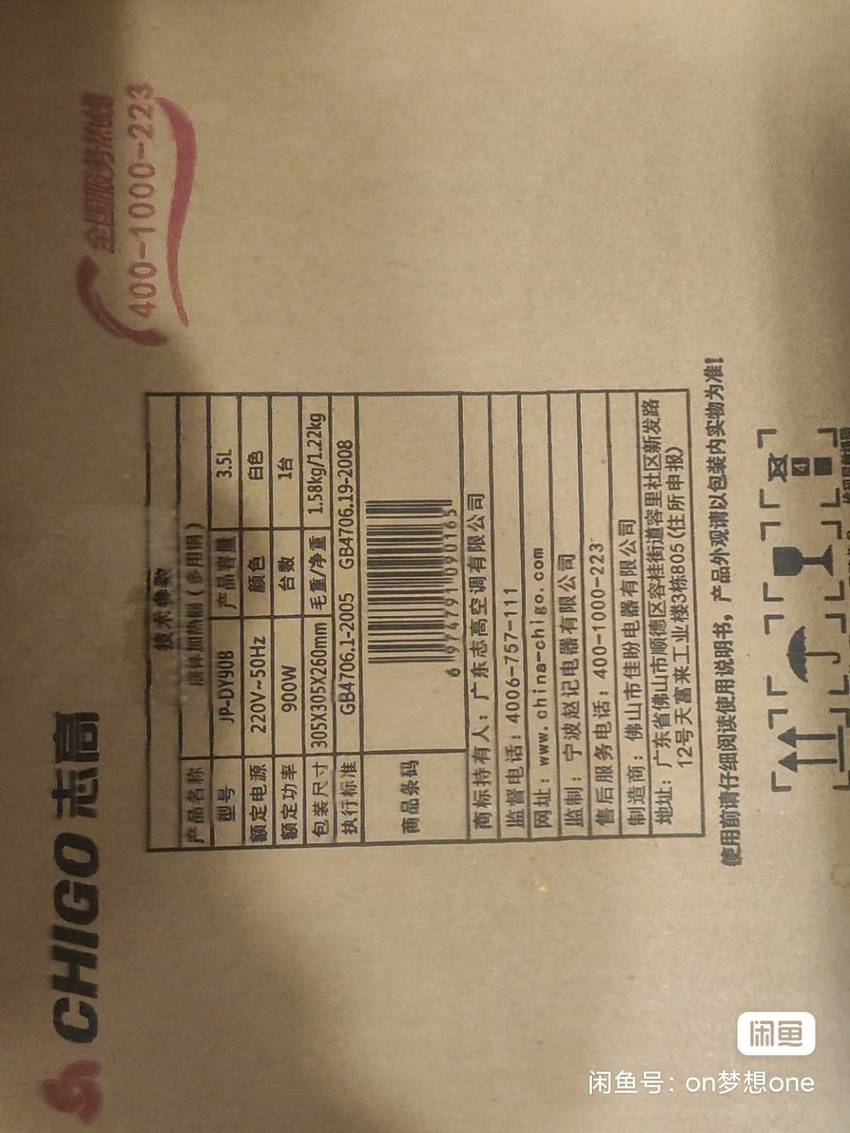 CHIGO 志高
全国服务热线
400-1000-223
技术参数
产品名称 液体加热器(多用锅)
型号 JP-DY90B 产品容量 3.5L
额定电源 220V~50Hz 颜色 白色
额定功率 900W 台数 1台
包装尺寸 305X305X260mm 毛重/净重 1.58kg/1.22kg
执行标准 GB4706.1-2005 GB4706.19-2008
商品条码
6 974791 090165
商标持有人:广东志高空调有限公司
监督电话:4006-757-111
网址:www.china-chigo.com
监制:宁波赵记电器有限公司
售后服务电话:400-1000-223
制造商:佛山市佳盼电器有限公司
地址:广东省佛山市顺德区容桂街道容里社区新发路
12号天富来工业楼3栋805(住所申报)
使用前请仔细阅读使用说明书,产品外观请以包装内实物为准!
4
闲鱼
闲鱼号:on梦想one